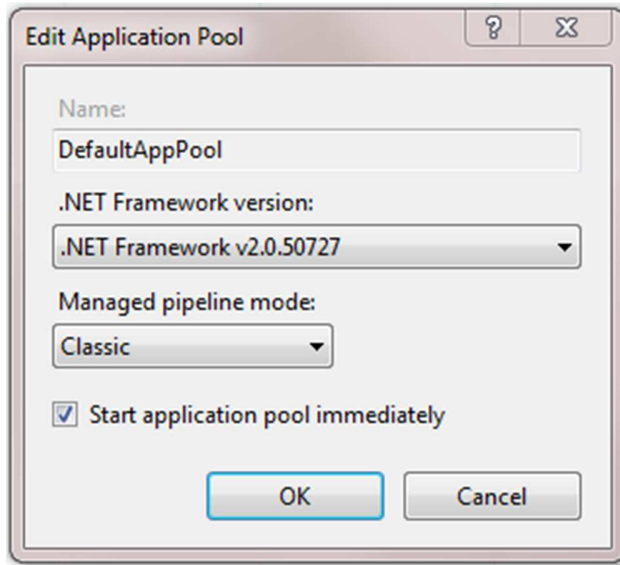 Edit Application Pool
Name:
DefaultAppPool
.NET Framework version:
.NET Framework v2.0.50727
Managed pipeline mode:
Classic
Start application pool immediately
OK
Cancel